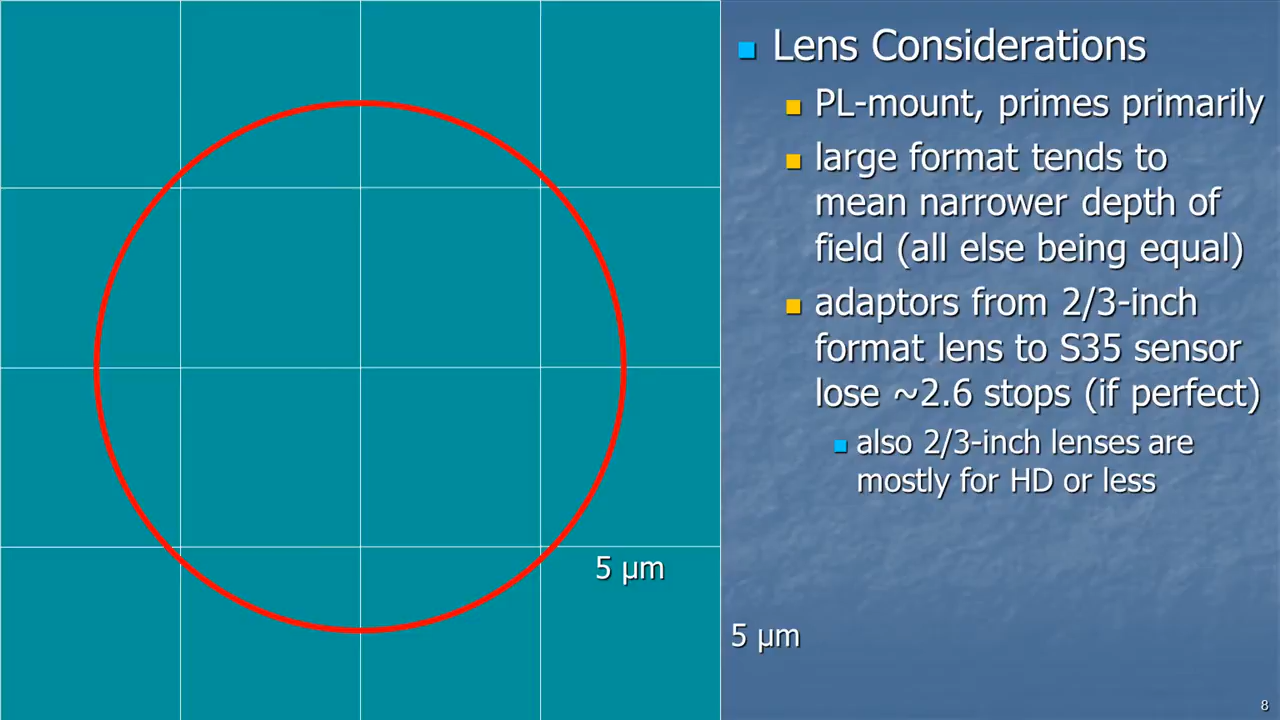 Lens Considerations
PL-mount, primes primarily
large format tends to
mean narrower depth of
field (all else being equal)
adaptors from 2/3-inch
format lens to S35 sensor
lose ~2.6 stops (if perfect)
also 2/3-inch lenses are
mostly for HD or less
5 µm
5 µm
8